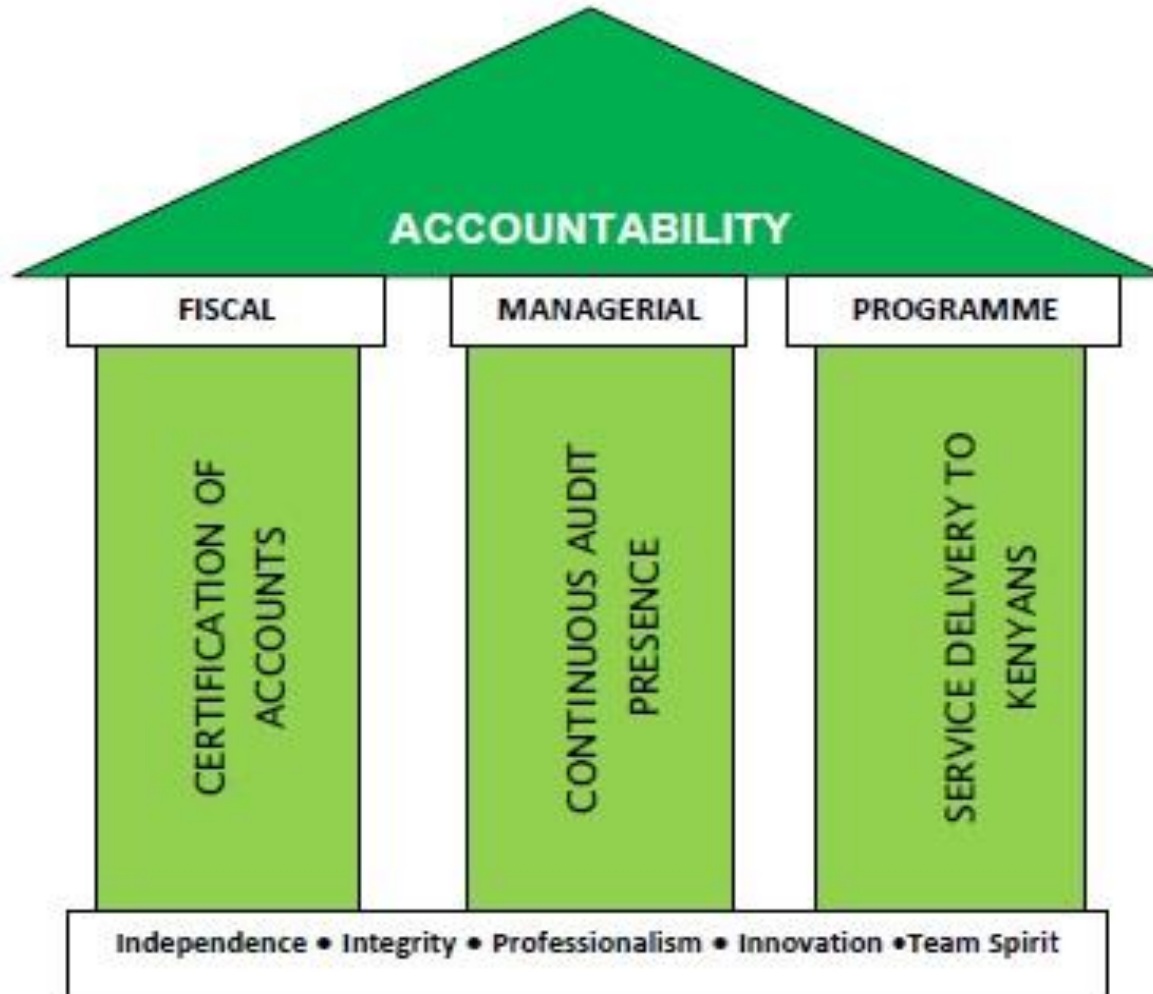 ACCOUNTABILITY
FISCAL
MANAGERIAL
PROGRAMME
CERTIFICATION OF
ACCOUNTS
CONTINUOUS AUDIT
PRESENCE
SERVICE DELIVERY TO
KENYANS
Independence • Integrity • Professionalism • Innovation •Team Spirit